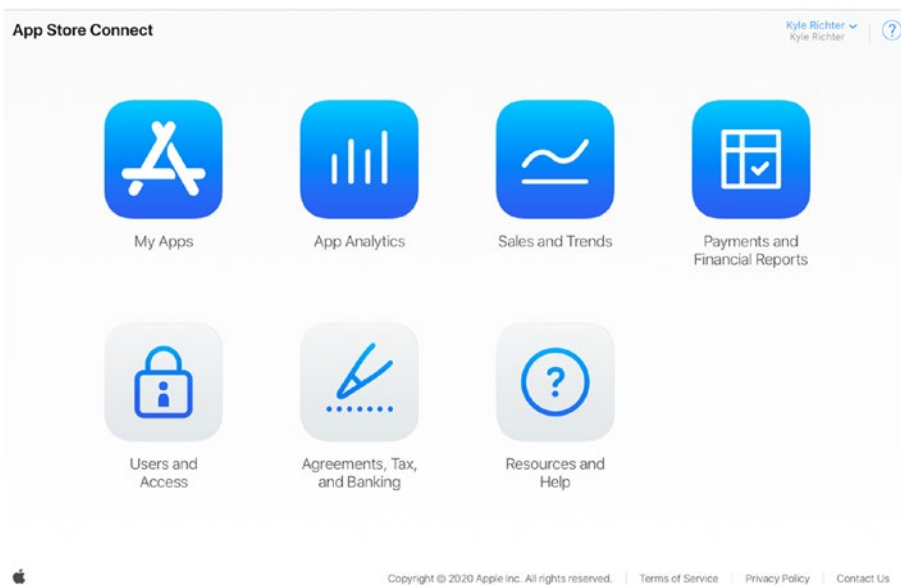 App Store Connect
Kyle Richter
Kyle Richter
?
My Apps
App Analytics
Sales and Trends
Payments and
Financial Reports
?
Users and
Access
Agreements, Tax,
and Banking
Resources and
Help
Copyright © 2020 Apple Inc. All rights reserved.
Terms of Service
Privacy Policy
Contact Us